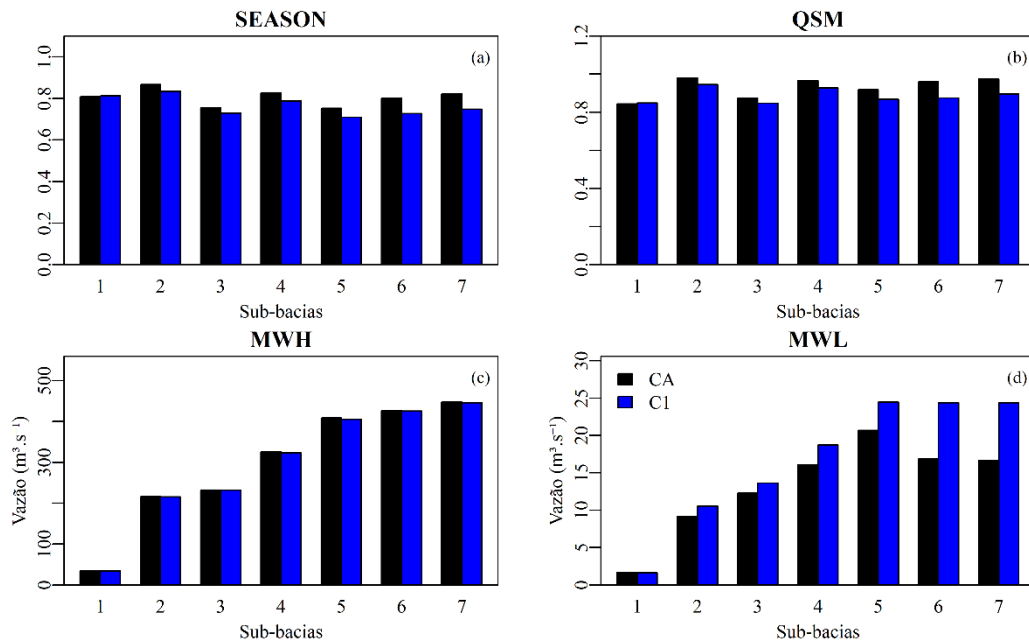 SEASON
(a)
1.0
0.8
0.6
0.4
0.2
0.0
1 2 3 4 5 6 7
Sub-bacias
QSM
(b)
1.2
0.8
0.4
0.0
1 2 3 4 5 6 7
Sub-bacias
MWH
(c)
Vazão (m³.s⁻¹)
500
300
100
0
1 2 3 4 5 6 7
Sub-bacias
MWL
(d)
CA
C1
Vazão (m³.s⁻¹)
30
25
20
15
10
5
0
1 2 3 4 5 6 7
Sub-bacias